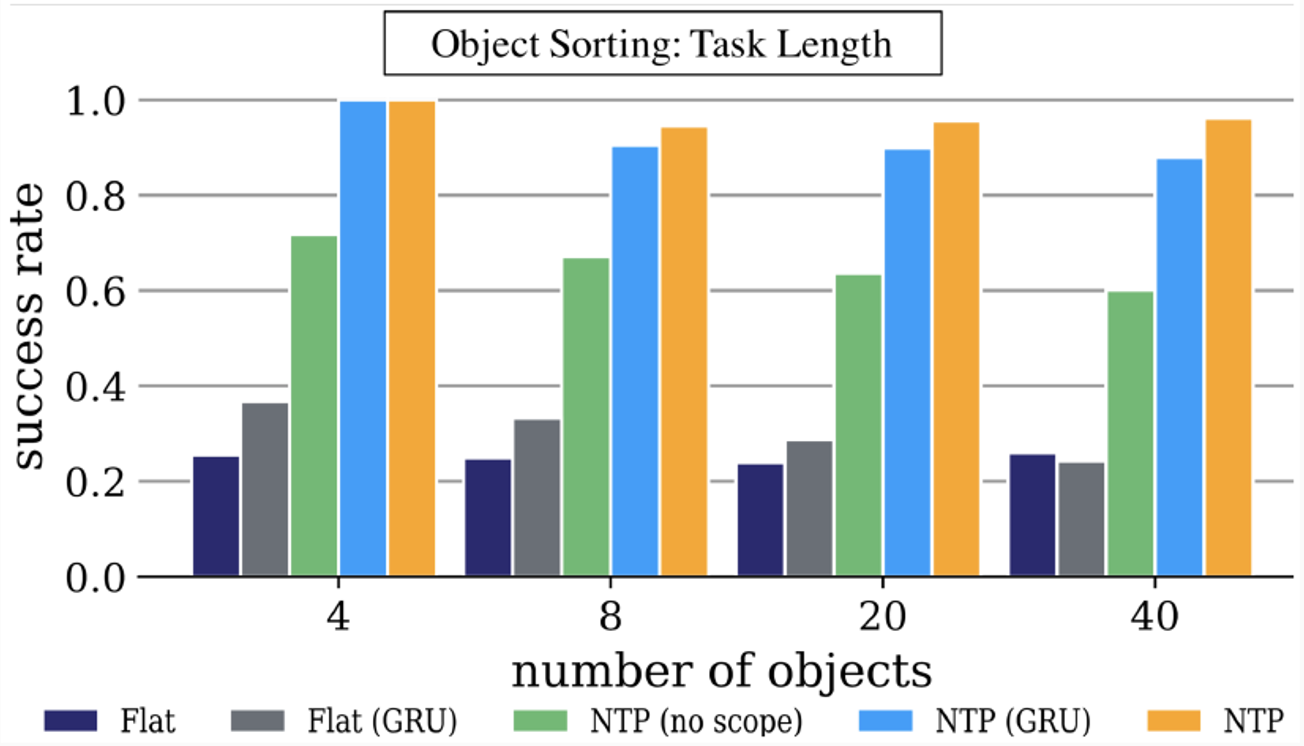 Object Sorting: Task Length
1.0
0.8
0.6
0.4
0.2
0.0
success rate
4 8 20 40
number of objects
Flat Flat (GRU) NTP (no scope) NTP (GRU) NTP